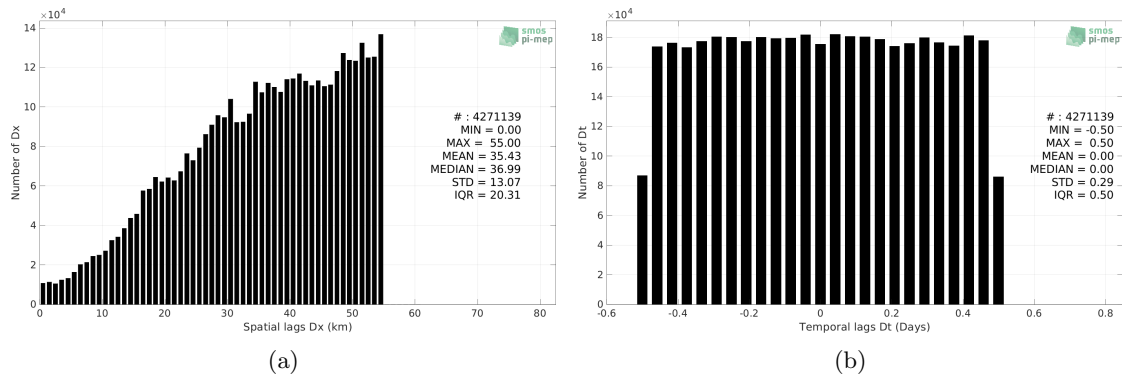 ×10⁴
14
12
10
8
6
4
2
0
0 10 20 30 40 50 60 70 80
Number of Dx
Spatial lags Dx (km)
smos
pi-mep
# : 4271139
MIN = 0.00
MAX = 55.00
MEAN = 35.43
MEDIAN = 36.99
STD = 13.07
IQR = 20.31
(a)
×10⁴
18
16
14
12
10
8
6
4
2
0
-0.6 -0.4 -0.2 0 0.2 0.4 0.6 0.8
Number of Dt
Temporal lags Dt (Days)
smos
pi-mep
# : 4271139
MIN = -0.50
MAX = 0.50
MEAN = 0.00
MEDIAN = 0.00
STD = 0.29
IQR = 0.50
(b)